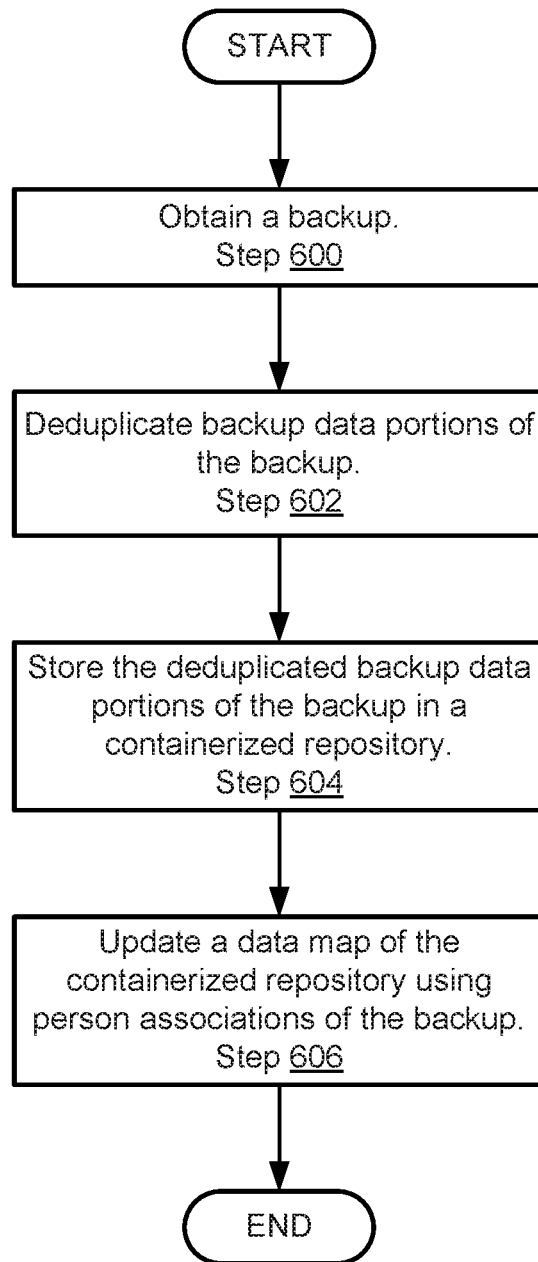 START
Obtain a backup.
Step 600
Deduplicate backup data portions of
the backup.
Step 602
Store the deduplicated backup data
portions of the backup in a
containerized repository.
Step 604
Update a data map of the
containerized repository using
person associations of the backup.
Step 606
END